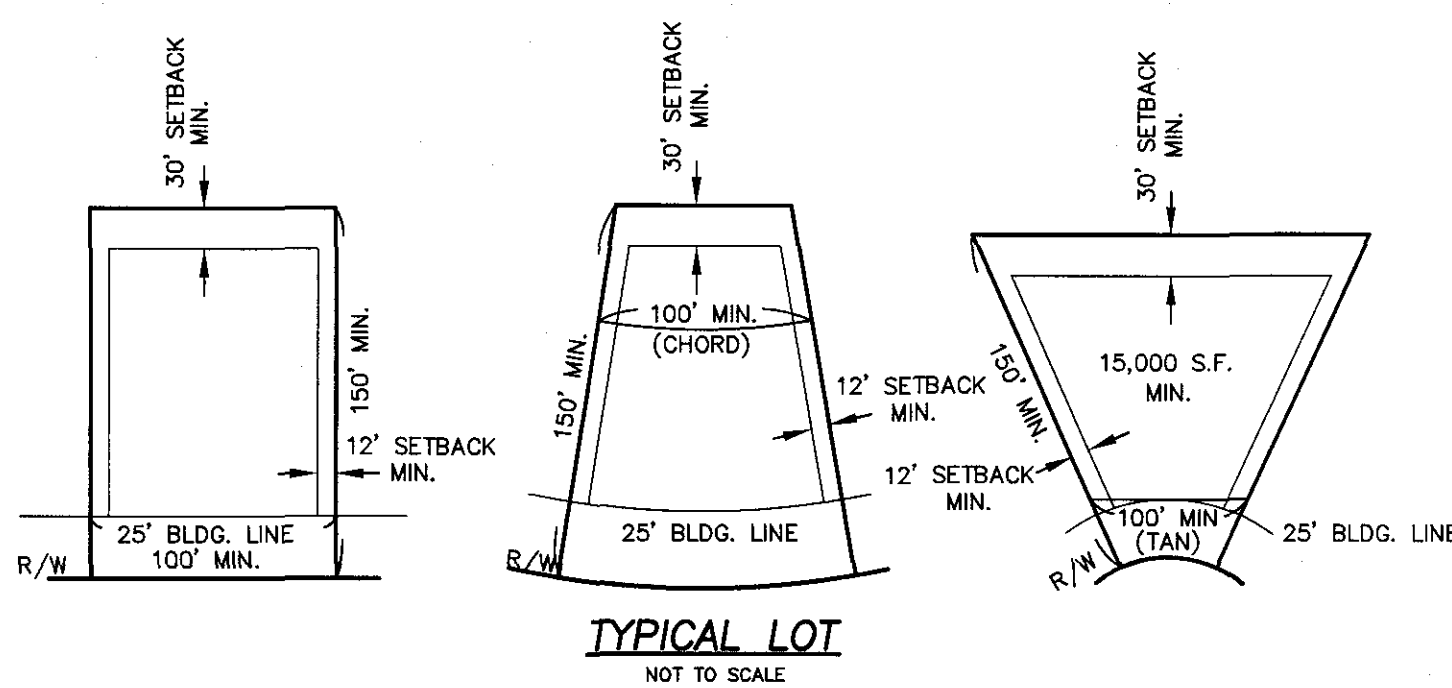 30' SETBACK
MIN.
150' MIN.
12' SETBACK
MIN.
25' BLDG. LINE
100' MIN.
R/W
30' SETBACK
MIN.
100' MIN.
(CHORD)
150' MIN.
12' SETBACK
MIN.
25' BLDG. LINE
R/W
30' SETBACK
MIN.
15,000 S.F.
MIN.
150' MIN.
12' SETBACK
MIN.
100' MIN
(TAN)
25' BLDG. LINE
R/W
TYPICAL LOT
NOT TO SCALE